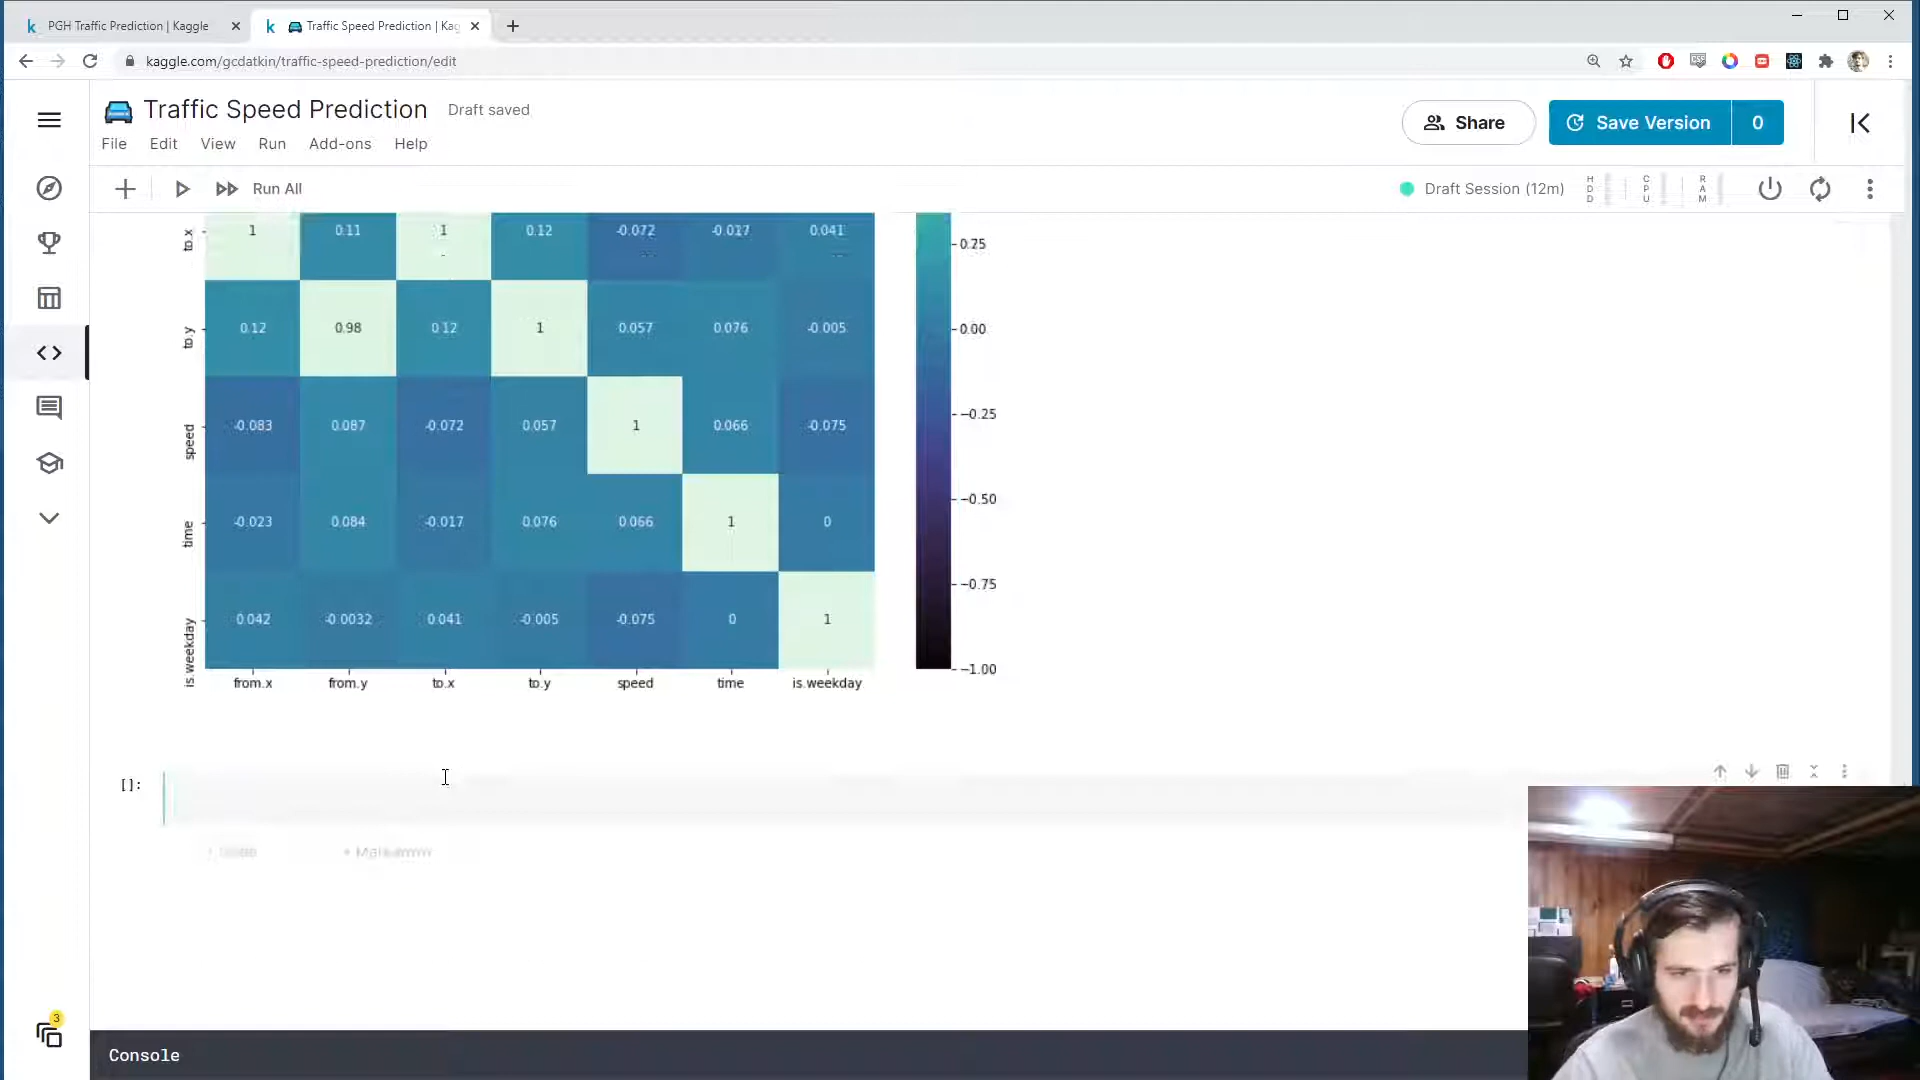 PGH Traffic Prediction | Kaggle
Traffic Speed Prediction | Kag
kaggle.com/gcdatkin/traffic-speed-prediction/edit
Traffic Speed Prediction
Draft saved
Share
Save Version
0
File Edit View Run Add-ons Help
Run All
Draft Session (12m)
HDD
CPU
RAM
to.x 1 0.11 1 0.12 -0.072 -0.017 0.041
to.y 0.12 0.98 0.12 1 0.057 0.076 -0.005
speed -0.083 0.087 -0.072 0.057 1 0.066 -0.075
time -0.023 0.084 -0.017 0.076 0.066 1 0
is.weekday 0.042 -0.0032 0.041 -0.005 -0.075 0 1
from.x from.y to.x to.y speed time is.weekday
0.25
0.00
−0.25
−0.50
−0.75
−1.00
[]:
+ Markdown
3
Console